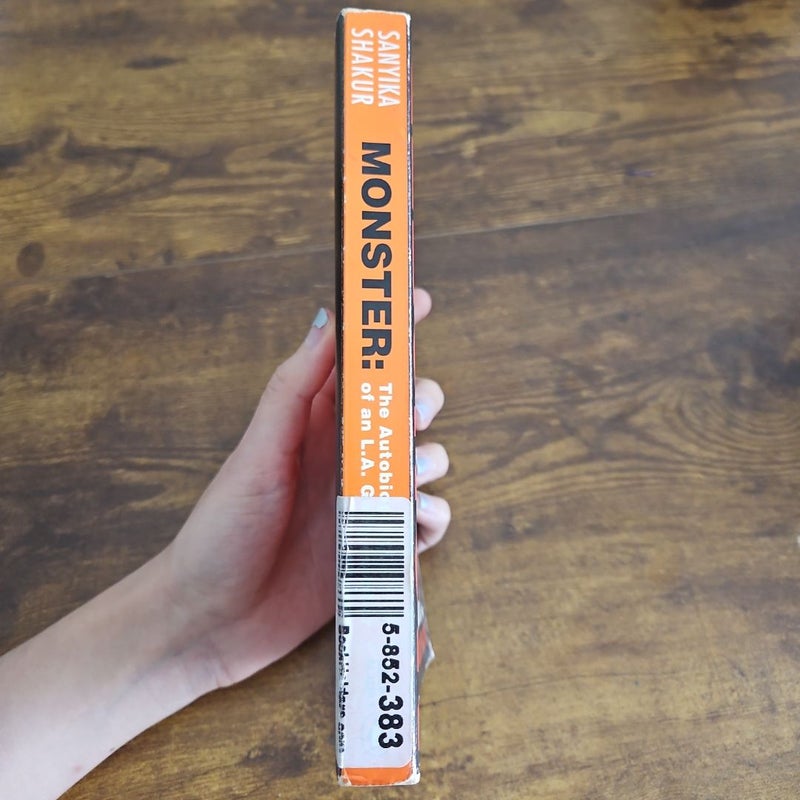 SANYIKA
SHAKUR
MONSTER:
The Autobio
of an L.A. G
5-852-383